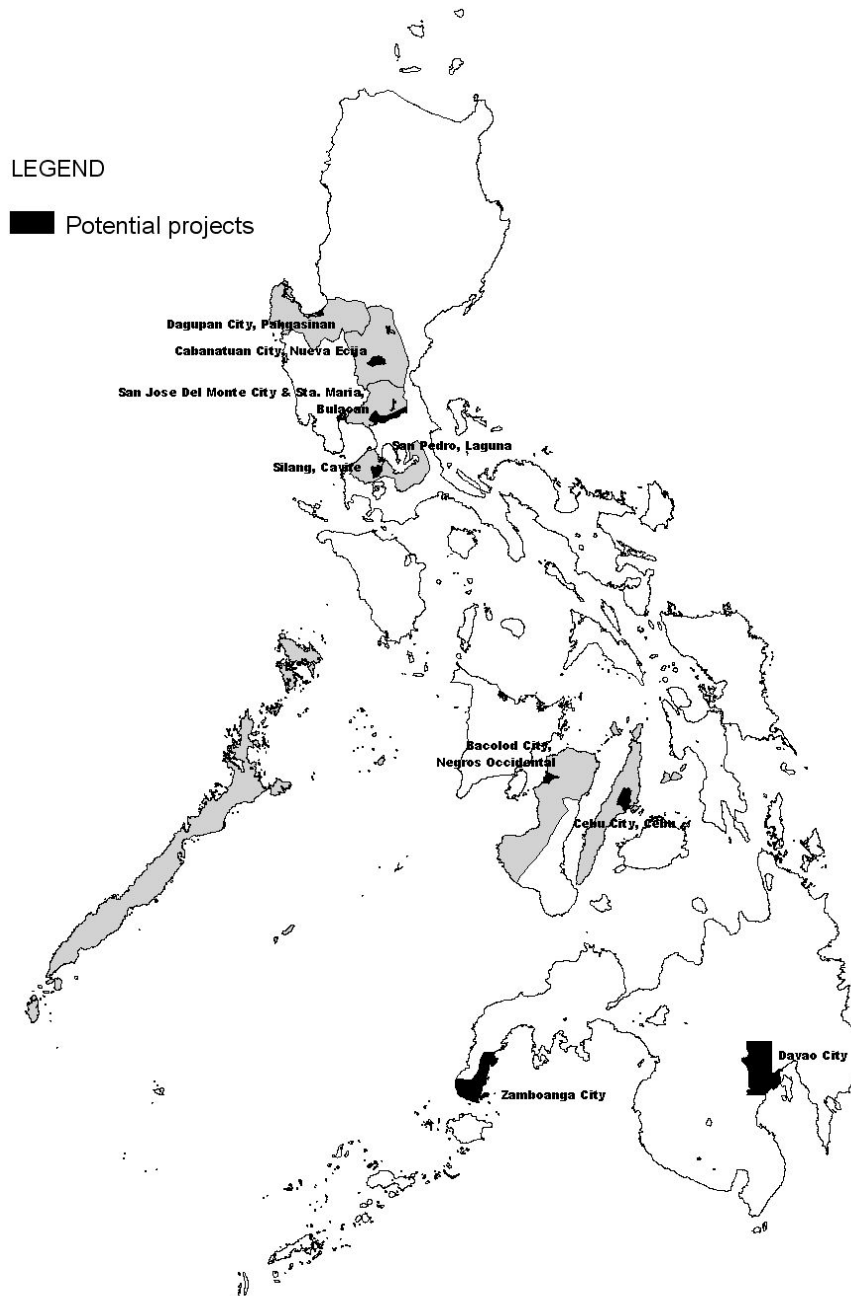 LEGEND
Potential projects
Dagupan City, Pangasinan
Cabanatuan City, Nueva Ecija
San Jose Del Monte City & Sta. Maria,
Bulacan
San Pedro, Laguna
Silang, Cavite
Bacolod City,
Negros Occidental
Cebu City, Cebu
Davao City
Zamboanga City